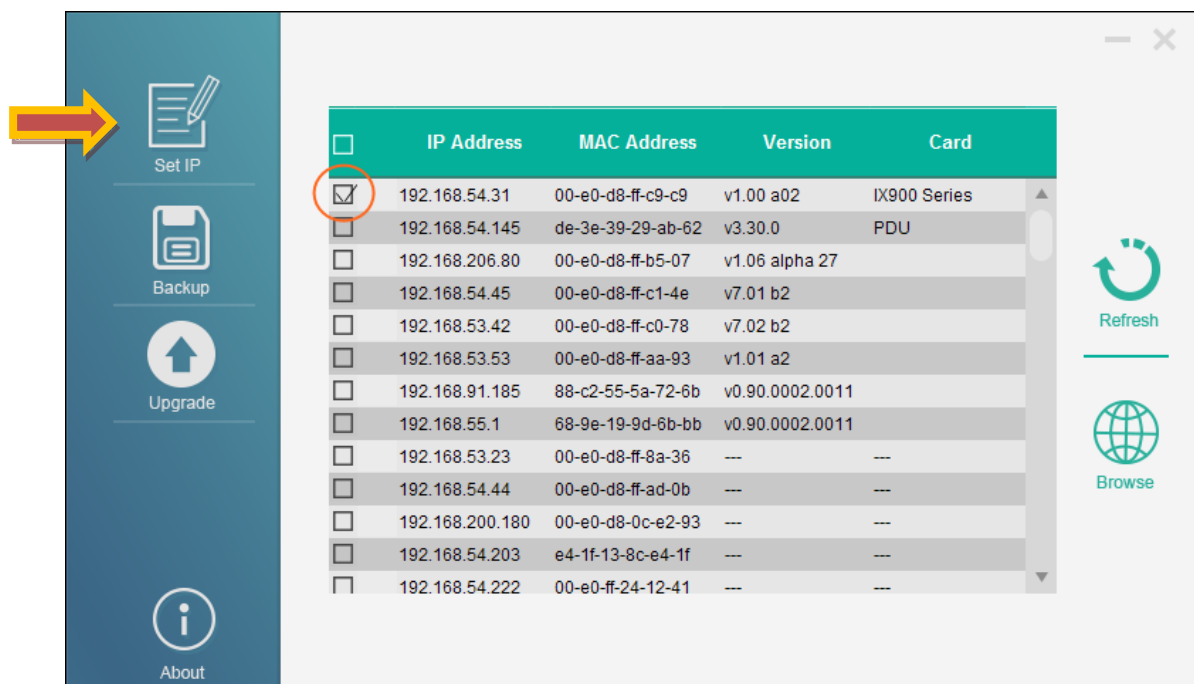 Set IP
Backup
Upgrade
About
IP Address MAC Address Version Card
192.168.54.31 00-e0-d8-ff-c9-c9 v1.00 a02 IX900 Series
192.168.54.145 de-3e-39-29-ab-62 v3.30.0 PDU
192.168.206.80 00-e0-d8-ff-b5-07 v1.06 alpha 27
192.168.54.45 00-e0-d8-ff-c1-4e v7.01 b2
192.168.53.42 00-e0-d8-ff-c0-78 v7.02 b2
192.168.53.53 00-e0-d8-ff-aa-93 v1.01 a2
192.168.91.185 88-c2-55-5a-72-6b v0.90.0002.0011
192.168.55.1 68-9e-19-9d-6b-bb v0.90.0002.0011
192.168.53.23 00-e0-d8-ff-8a-36 --- ---
192.168.54.44 00-e0-d8-ff-ad-0b --- ---
192.168.200.180 00-e0-d8-0c-e2-93 --- ---
192.168.54.203 e4-1f-13-8c-e4-1f --- ---
192.168.54.222 00-e0-ff-24-12-41 --- ---
Refresh
Browse